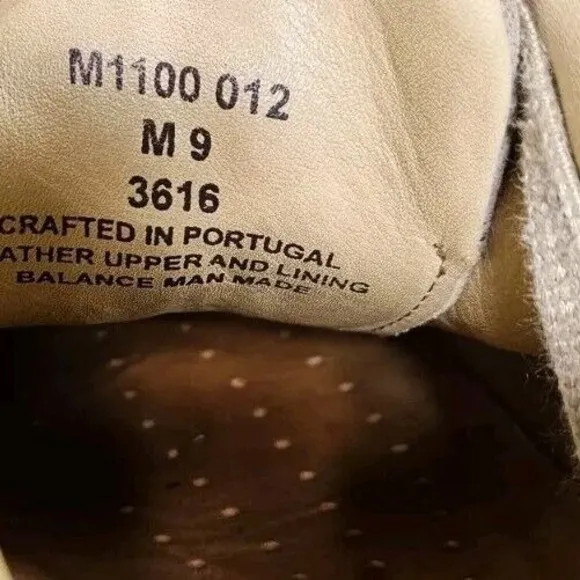 M1100 012
M 9
3616
CRAFTED IN PORTUGAL
ATHER UPPER AND LINING
BALANCE MAN MADE